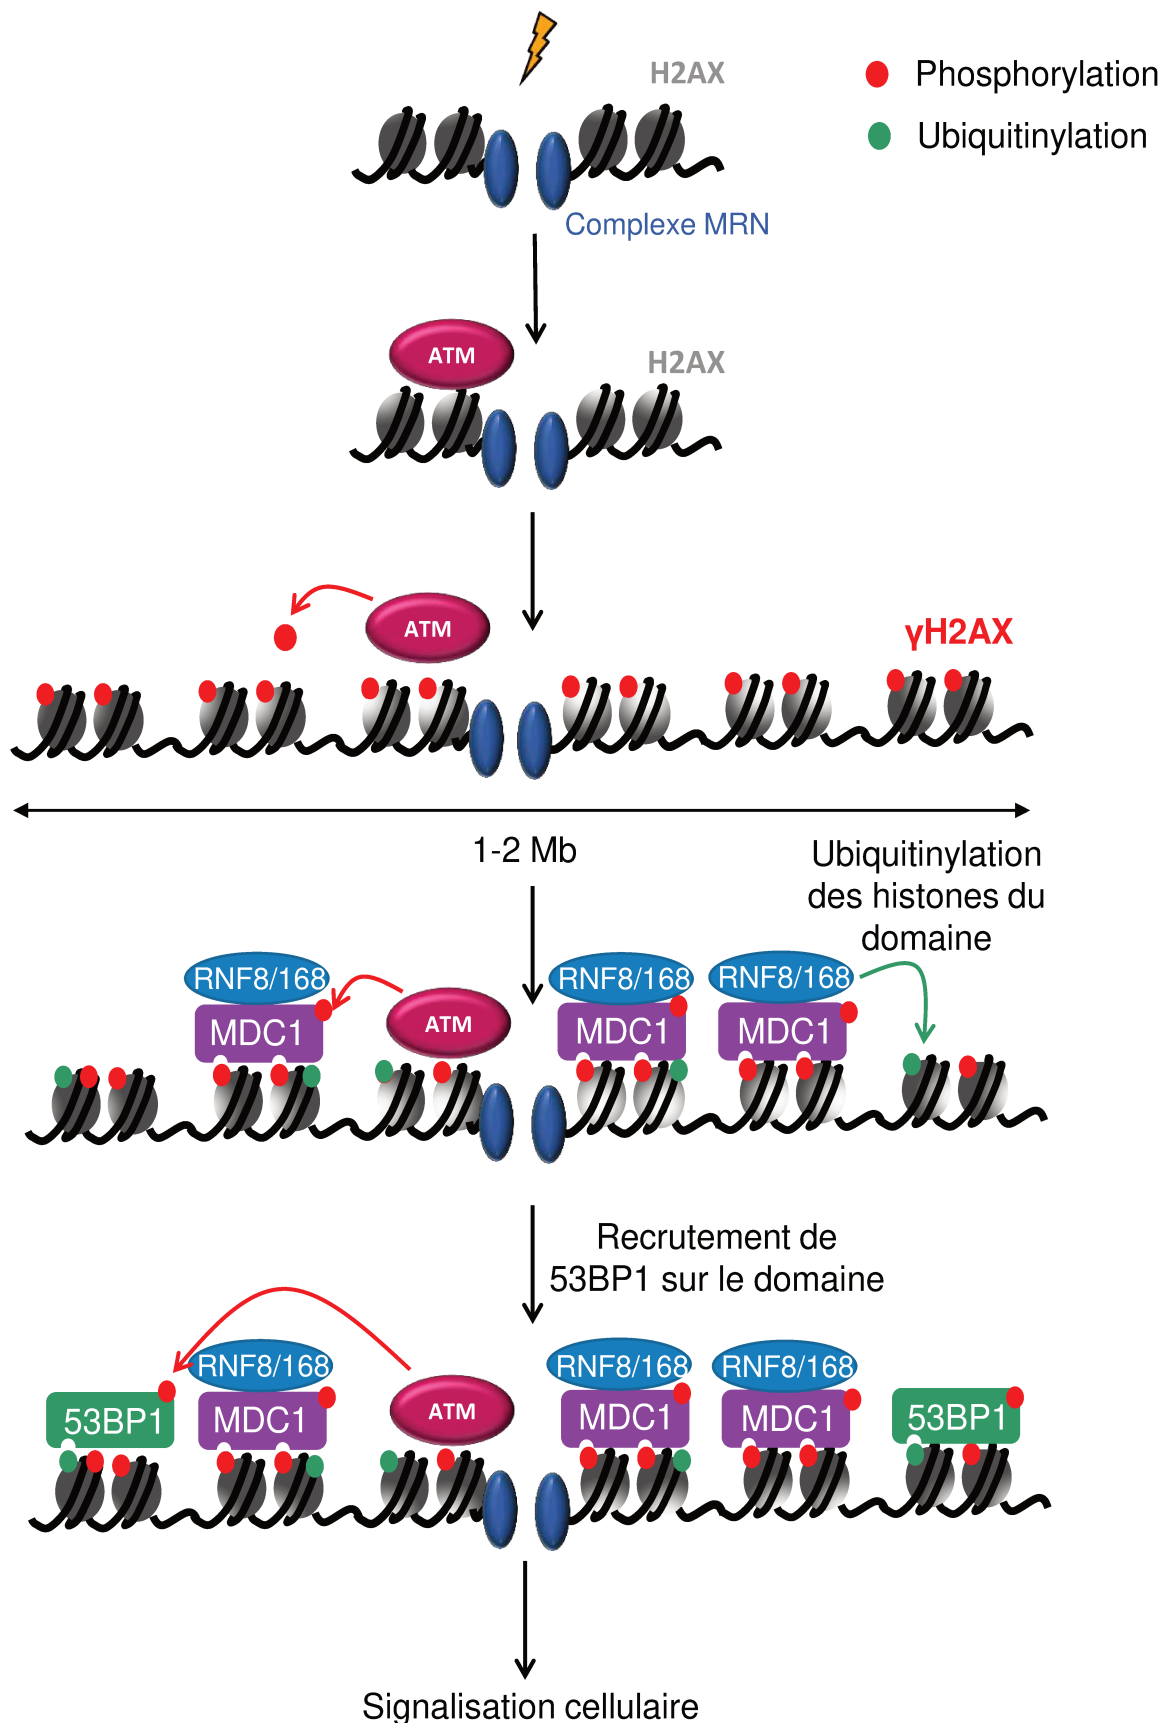 H2AX
Phosphorylation
Ubiquitinylation
Complexe MRN
ATM
H2AX
ATM
γH2AX
1-2 Mb
Ubiquitinylation
des histones du
domaine
RNF8/168
RNF8/168
RNF8/168
MDC1
ATM
MDC1
MDC1
Recrutement de
53BP1 sur le domaine
RNF8/168
RNF8/168
RNF8/168
53BP1
MDC1
ATM
MDC1
MDC1
53BP1
Signalisation cellulaire